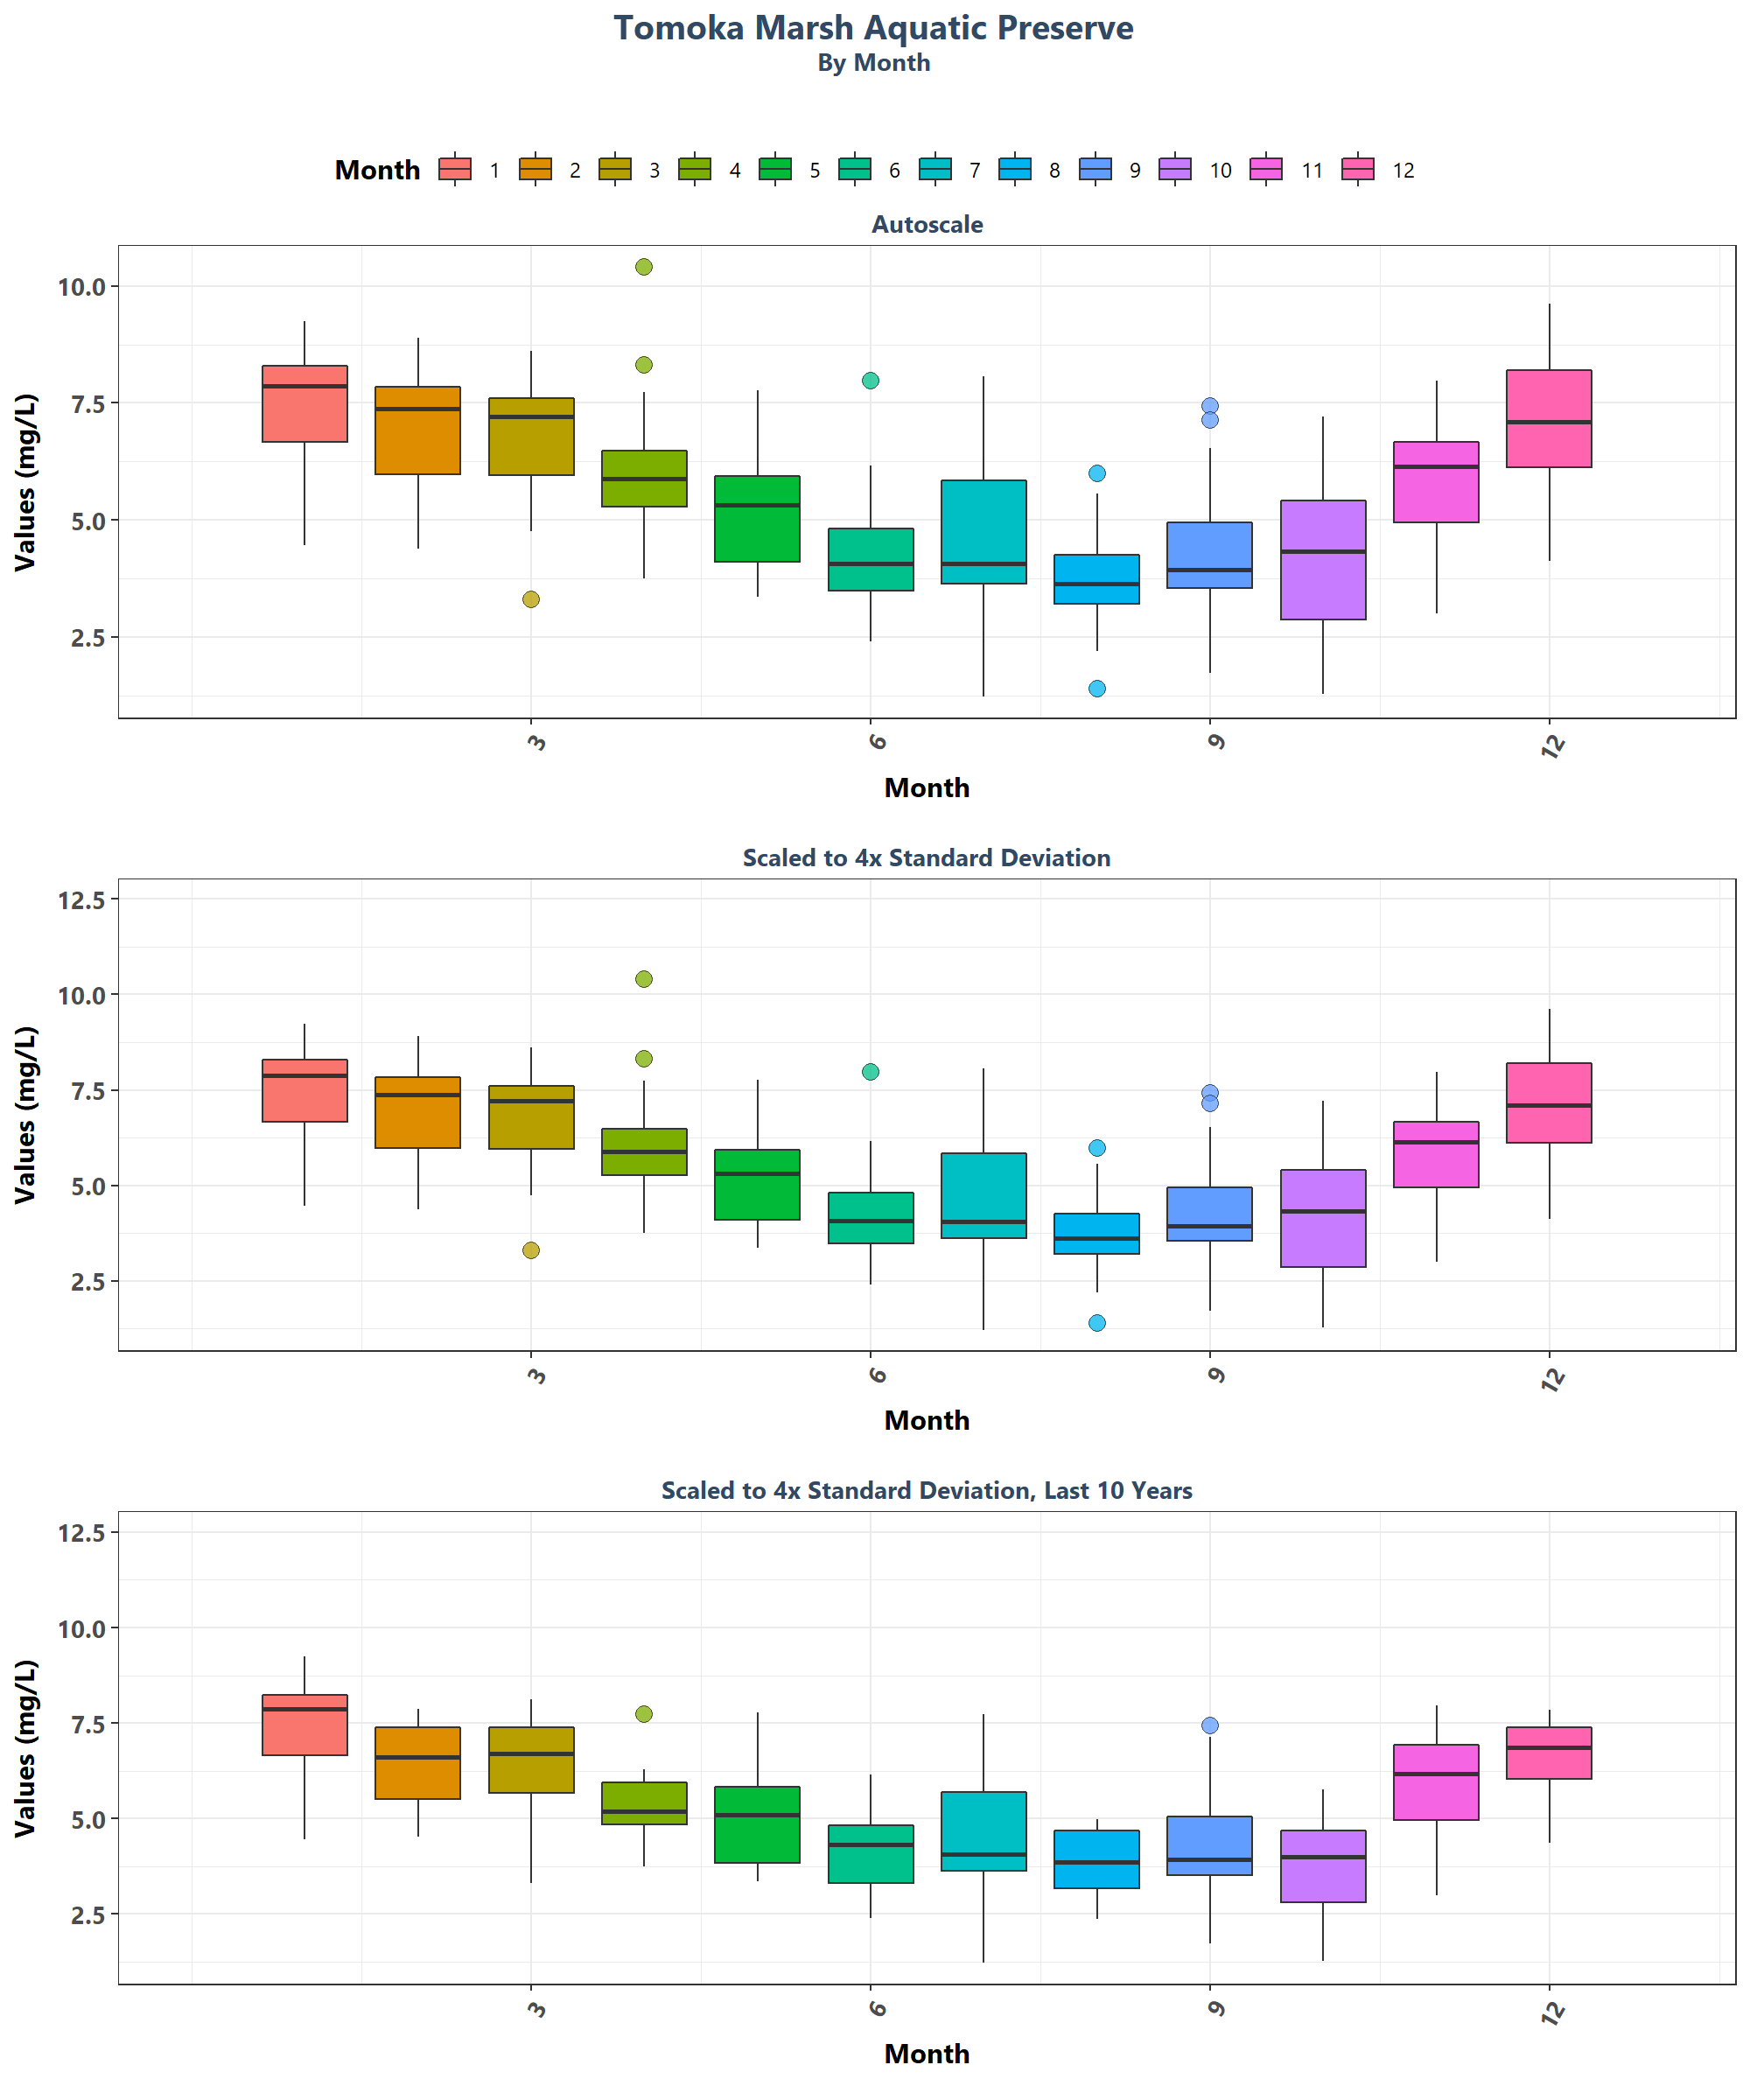 Tomoka Marsh Aquatic Preserve
By Month
Month 1 2 3 4 5 6 7 8 9 10 11 12
Autoscale
Values (mg/L)
10.0
7.5
5.0
2.5
3 6 9 12
Month
Scaled to 4x Standard Deviation
Values (mg/L)
12.5
10.0
7.5
5.0
2.5
3 6 9 12
Month
Scaled to 4x Standard Deviation, Last 10 Years
Values (mg/L)
12.5
10.0
7.5
5.0
2.5
3 6 9 12
Month